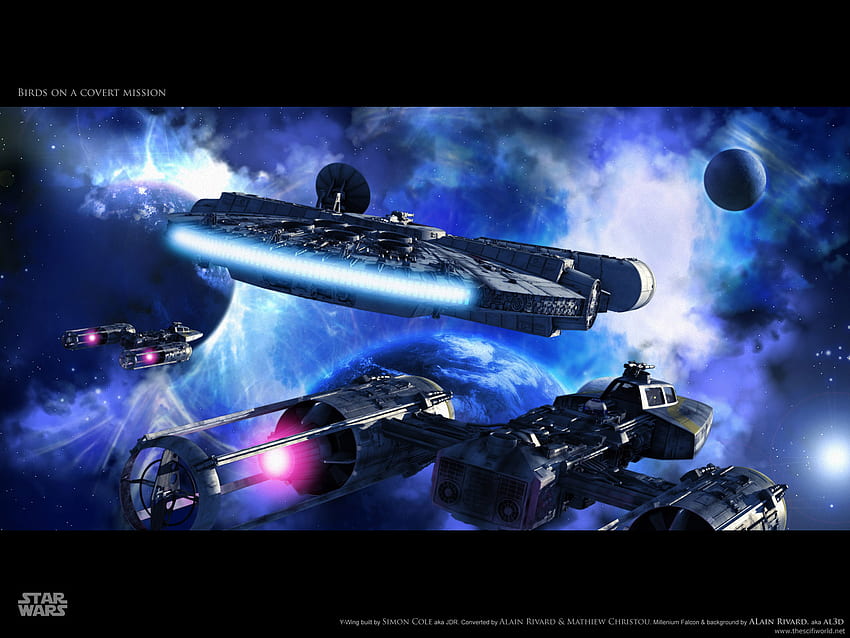 BIRDS ON A COVERT MISSION
STAR
WARS
Y-Wing built by SIMON COLE aka JDR. Converted by ALAIN RIVARD & MATHIEW CHRISTOU. Millenium Falcon & background by ALAIN RIVARD. aka AL3D
www.thescifiworld.net